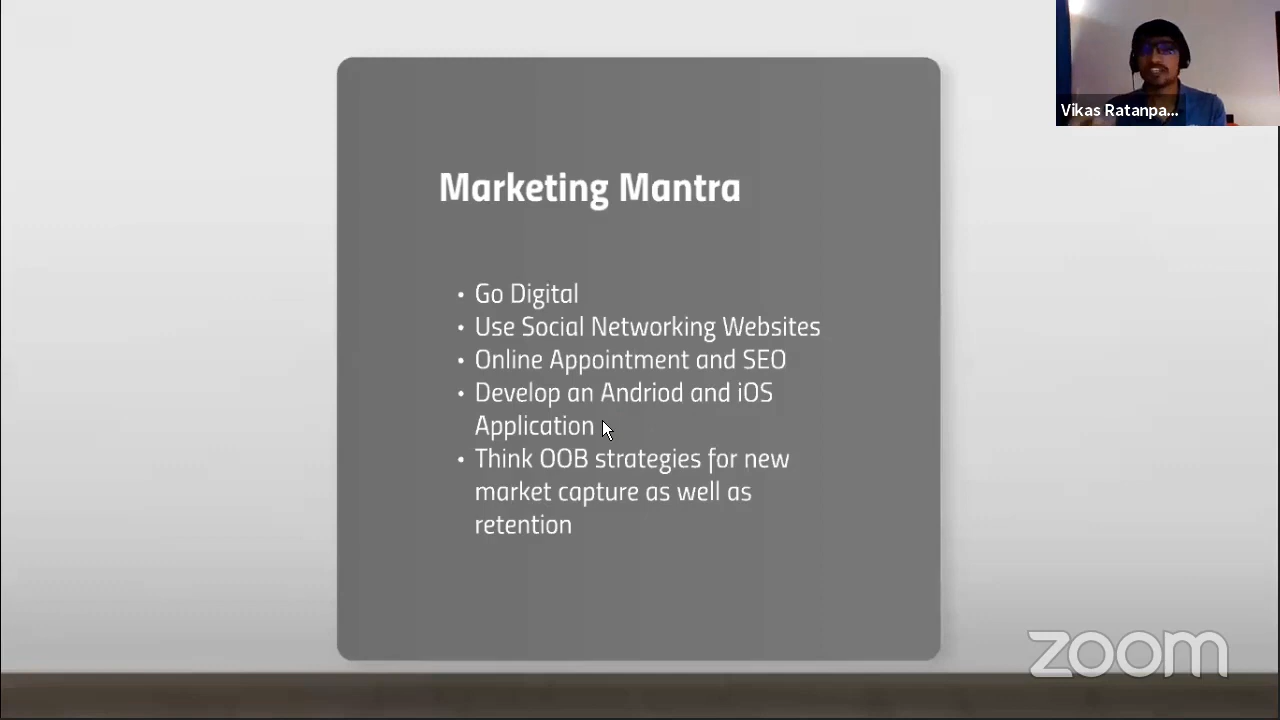 Vikas Ratanpa...
Marketing Mantra
• Go Digital
• Use Social Networking Websites
• Online Appointment and SEO
• Develop an Andriod and iOS
Application
• Think OOB strategies for new
market capture as well as
retention
zoom